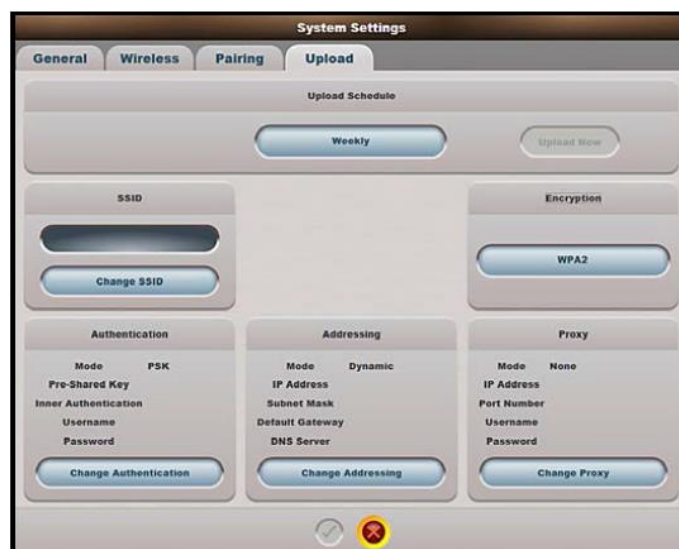 System Settings
General Wireless Pairing Upload
Upload Schedule
Weekly Upload Now
SSID
Encryption
Change SSID
WPA2
Authentication
Mode PSK
Pre-Shared Key
Inner Authentication
Username
Password
Change Authentication
Addressing
Mode Dynamic
IP Address
Subnet Mask
Default Gateway
DNS Server
Change Addressing
Proxy
Mode None
IP Address
Port Number
Username
Password
Change Proxy